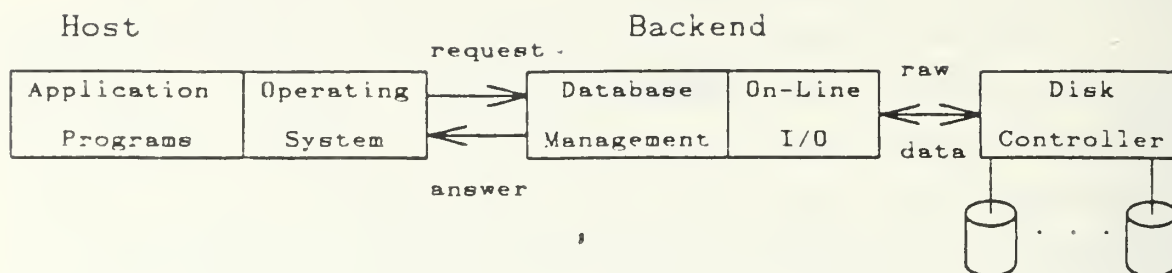 Host
Backend
request
Application Programs
Operating System
Database Management
On-Line I/O
raw
data
Disk Controller
answer
. . .